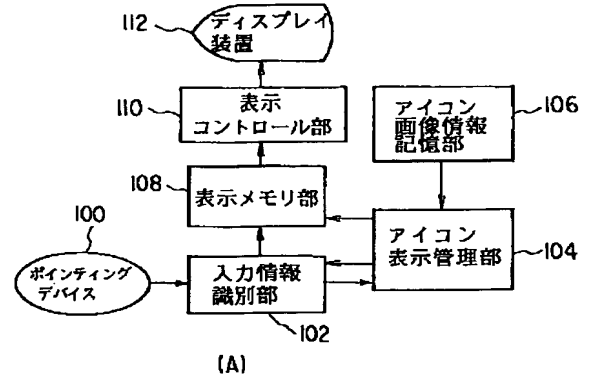 112
ディスプレイ
装置
110
表示
コントロール部
アイコン
画像情報
記憶部
106
108
表示メモリ部
100
ポインティング
デバイス
入力情報
識別部
102
アイコン
表示管理部
104
(A)